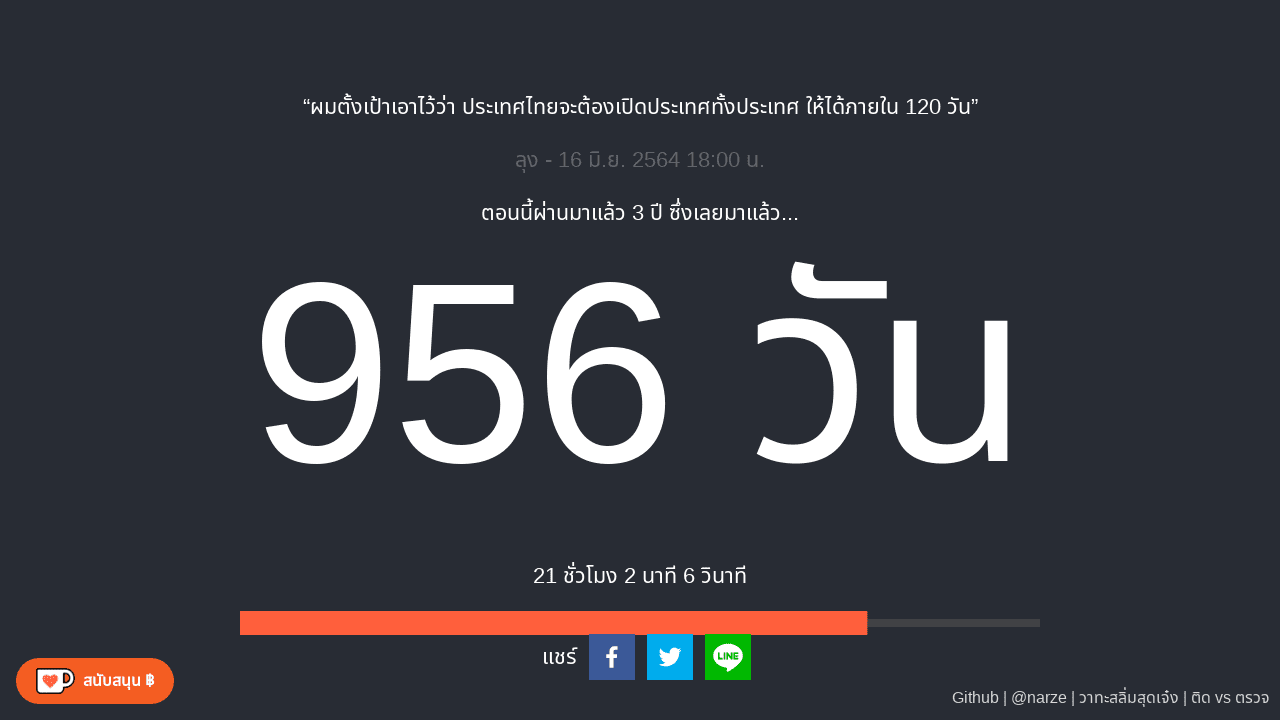 “ผมตั้งเป้าเอาไว้ว่า ประเทศไทยจะต้องเปิดประเทศทั้งประเทศ ให้ได้ภายใน 120 วัน”
ลุง - 16 มิ.ย. 2564 18:00 น.
ตอนนี้ผ่านมาแล้ว 3 ปี ซึ่งเลยมาแล้ว...
956 วัน
21 ชั่วโมง 2 นาที 6 วินาที
แชร์
LINE
สนับสนุน ฿
Github | @narze | วาทะสลิ่มสุดเจ๋ง | ติด vs ตรวจ